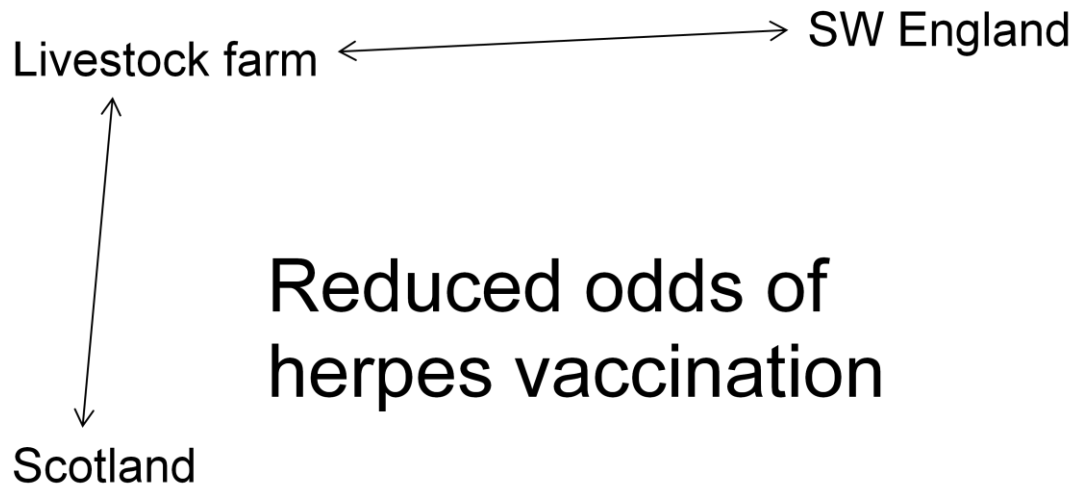 SW England
Livestock farm
Reduced odds of
herpes vaccination
Scotland